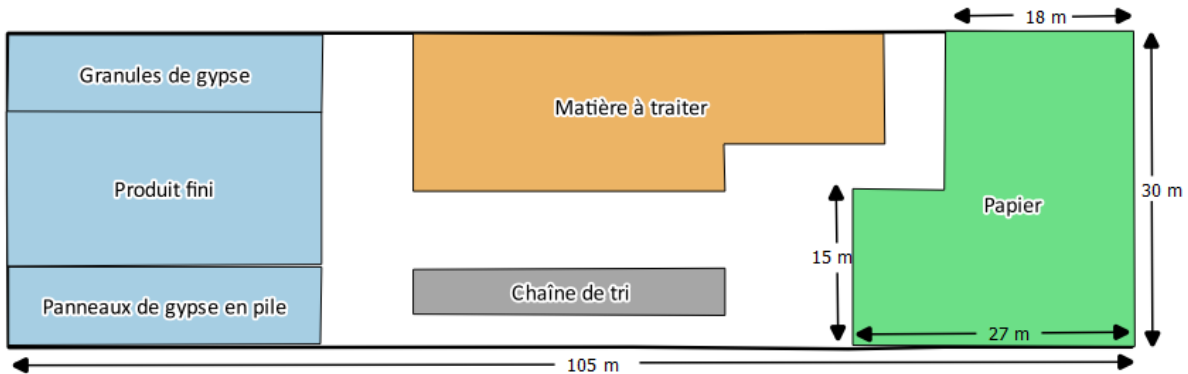 18 m
Granules de gypse
Matière à traiter
Produit fini
30 m
Papier
15 m
Chaîne de tri
Panneaux de gypse en pile
27 m
105 m